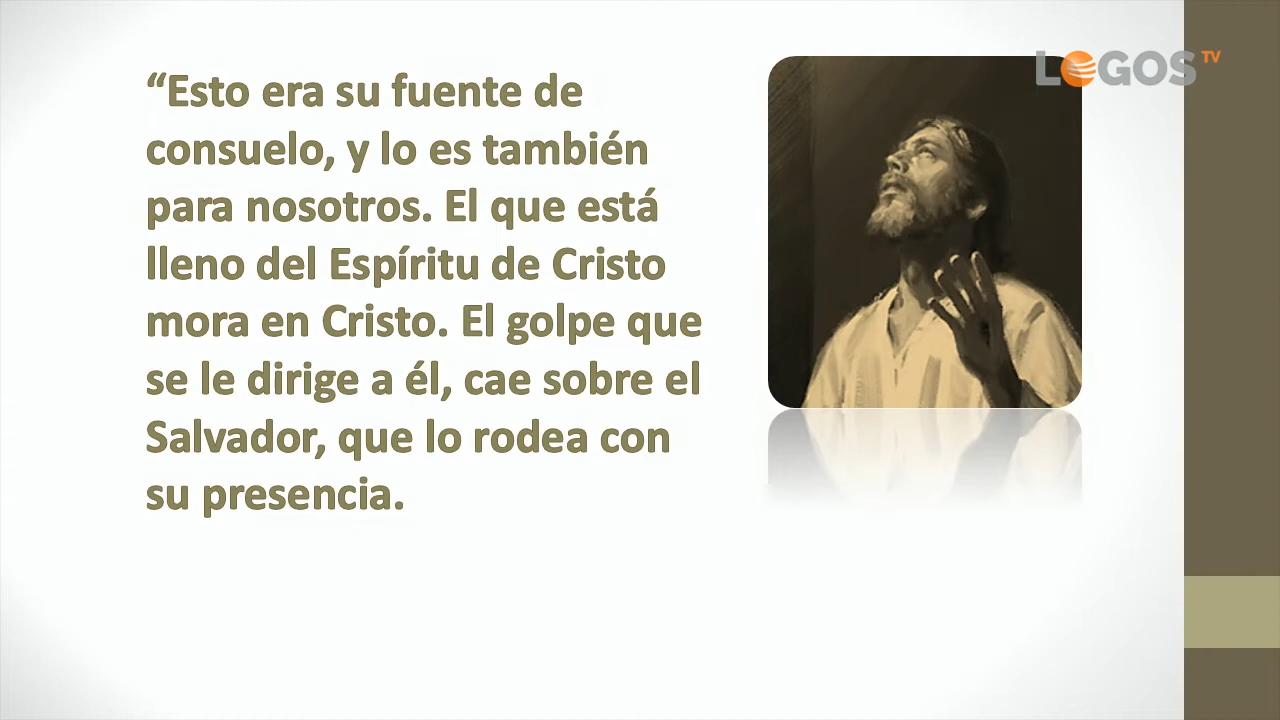 LOGOS TV
“Esto era su fuente de
consuelo, y lo es también
para nosotros. El que está
lleno del Espíritu de Cristo
mora en Cristo. El golpe que
se le dirige a él, cae sobre el
Salvador, que lo rodea con
su presencia.